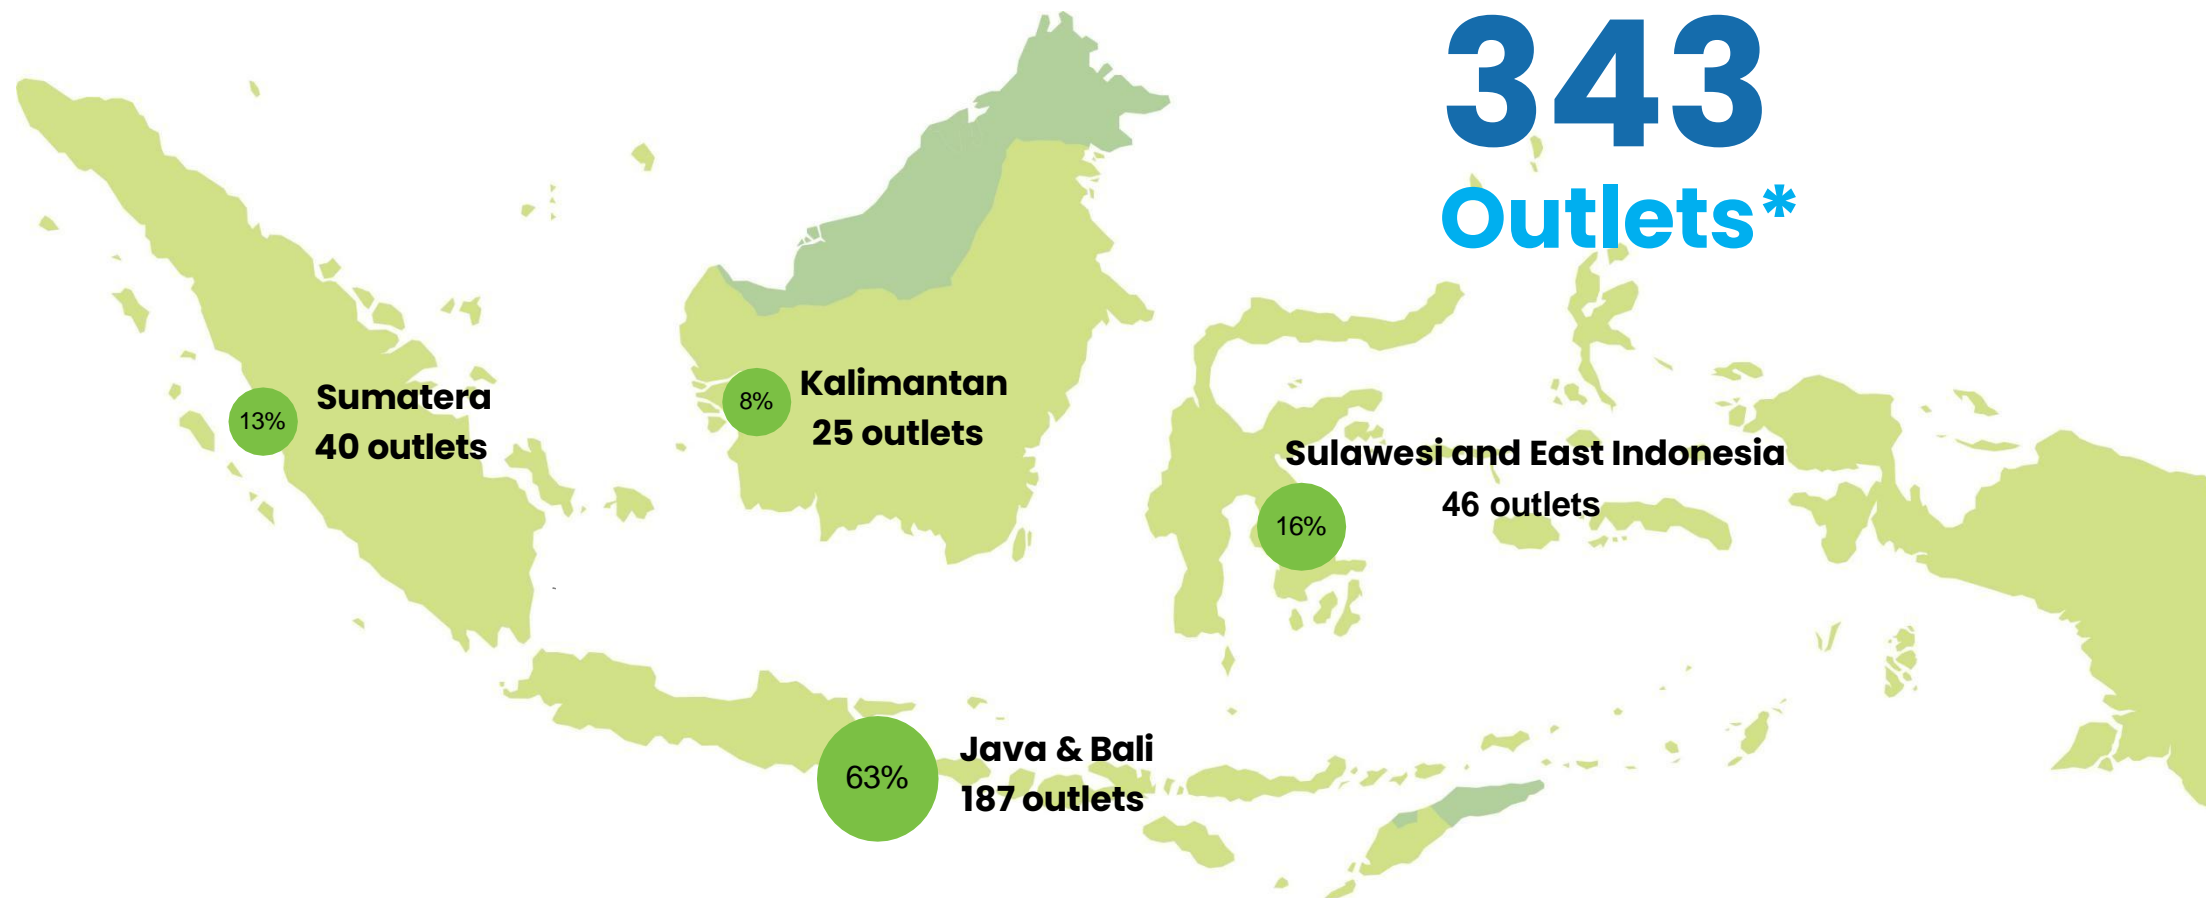 343
Outlets*
13%
Sumatera
40 outlets
8%
Kalimantan
25 outlets
Sulawesi and East Indonesia
46 outlets
16%
63%
Java & Bali
187 outlets